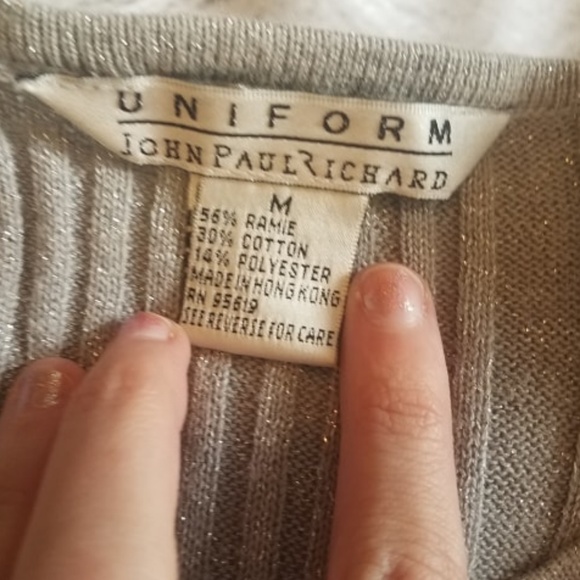 UNIFORM
JOHN PAUL RICHARD
M
56% RAMIE
30% COTTON
14% POLYESTER
MADE IN HONG KONG
RN 95619
SEE REVERSE FOR CARE